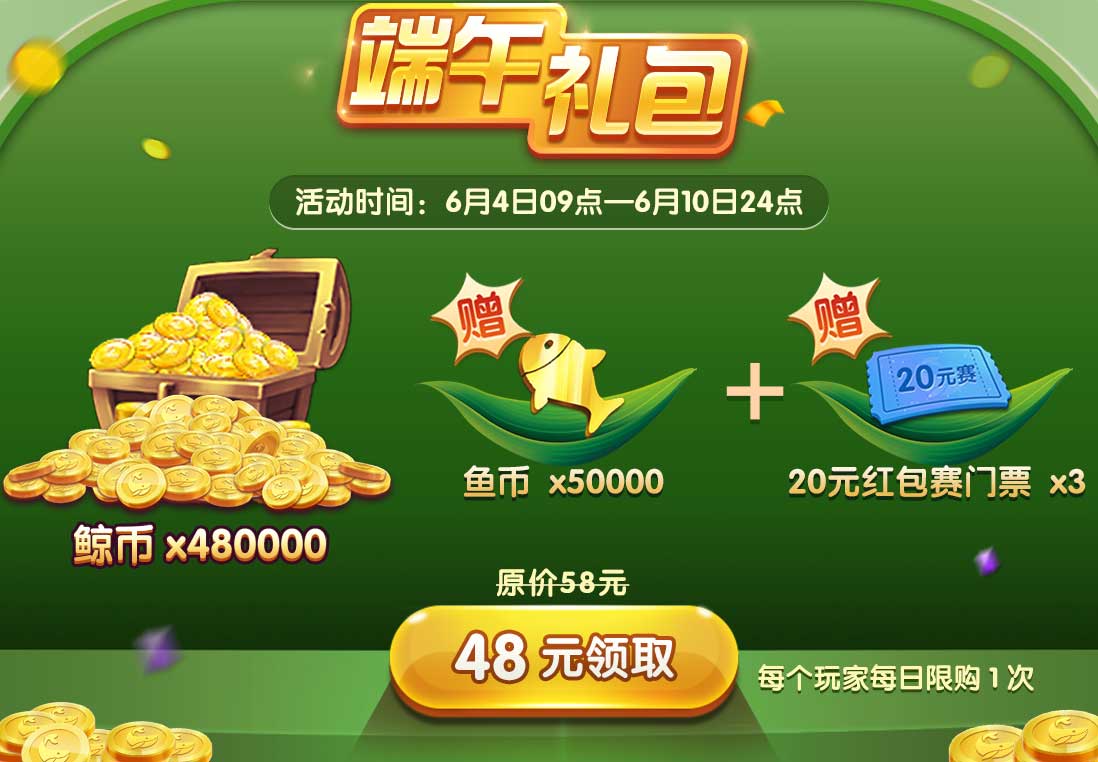 端午礼包
活动时间：6月4日09点—6月10日24点
赠
赠
20元赛
鱼币 x50000
20元红包赛门票 x3
鲸币 x480000
原价58元
48元领取
每个玩家每日限购1次